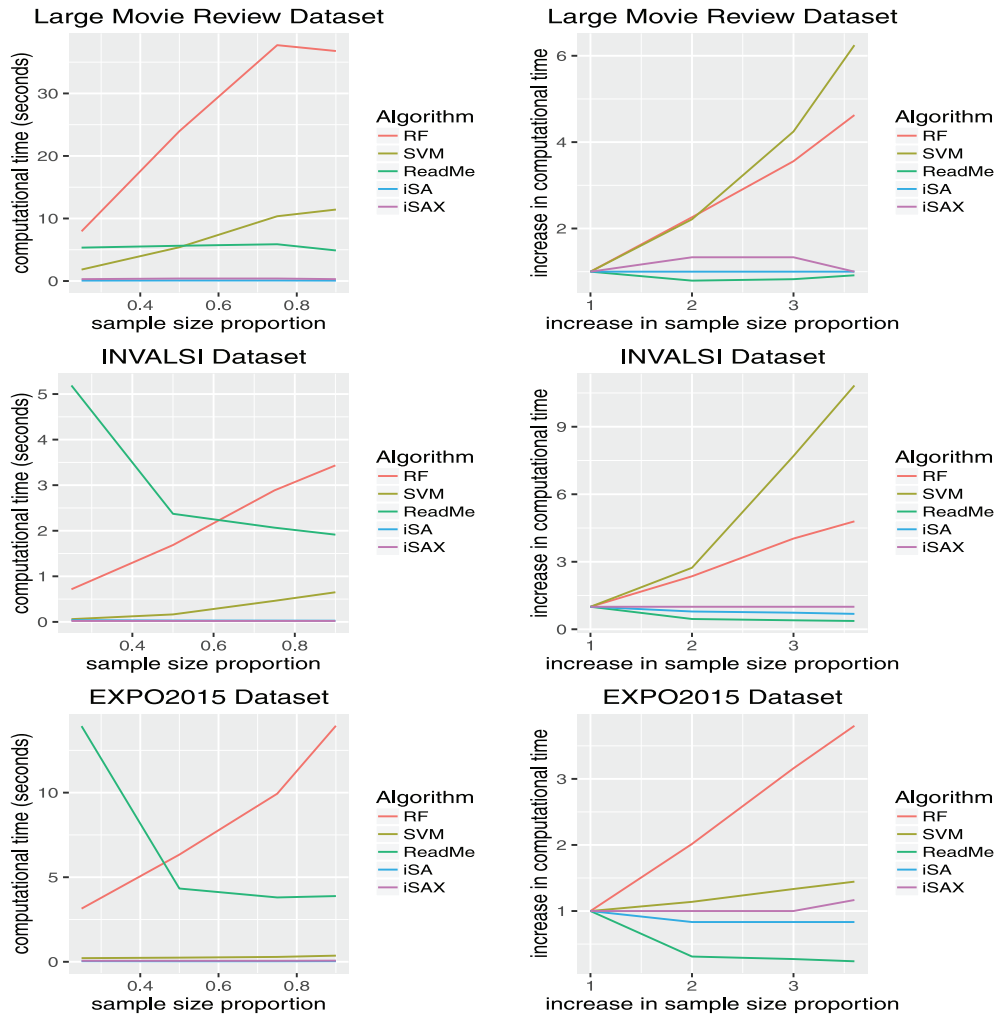 Large Movie Review Dataset
computational time (seconds)
30
20
10
0
0.4 0.6 0.8
sample size proportion
Algorithm
RF
SVM
ReadMe
iSA
iSAX
Large Movie Review Dataset
increase in computational time
6
4
2
1 2 3
increase in sample size proportion
Algorithm
RF
SVM
ReadMe
iSA
iSAX
INVALSI Dataset
computational time (seconds)
5
4
3
2
1
0
0.4 0.6 0.8
sample size proportion
Algorithm
RF
SVM
ReadMe
iSA
iSAX
INVALSI Dataset
increase in computational time
9
6
3
0
1 2 3
increase in sample size proportion
Algorithm
RF
SVM
ReadMe
iSA
iSAX
EXPO2015 Dataset
computational time (seconds)
10
5
0
0.4 0.6 0.8
sample size proportion
Algorithm
RF
SVM
ReadMe
iSA
iSAX
EXPO2015 Dataset
increase in computational time
3
2
1
1 2 3
increase in sample size proportion
Algorithm
RF
SVM
ReadMe
iSA
iSAX